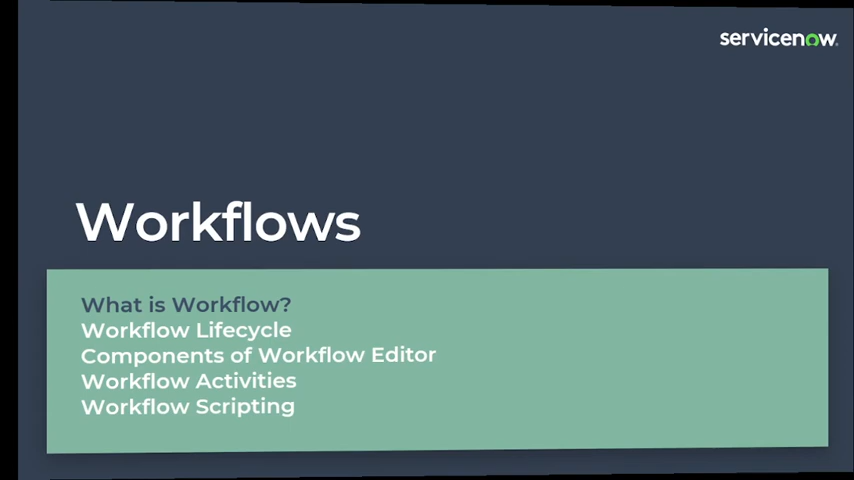 servicenow
Workflows
What is Workflow?
Workflow Lifecycle
Components of Workflow Editor
Workflow Activities
Workflow Scripting